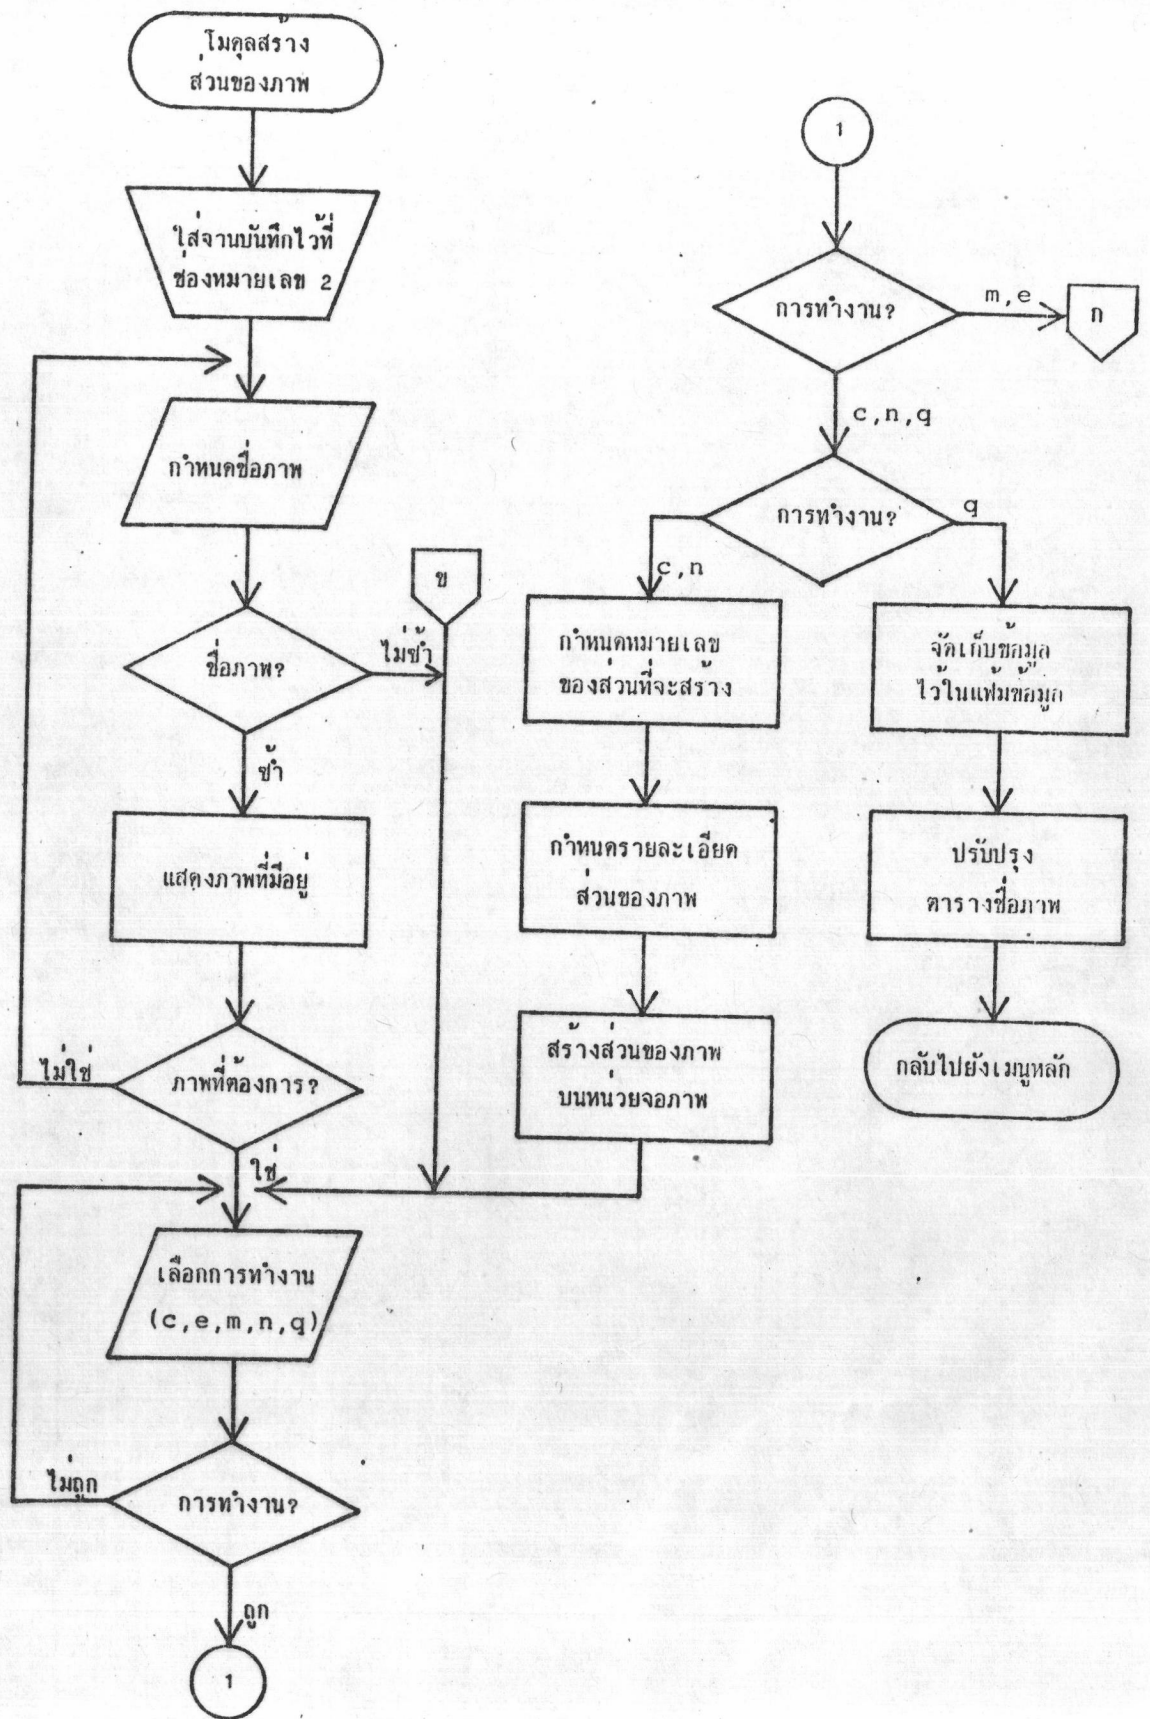 โมดุลสร้าง
ส่วนของภาพ
ใส่จานบันทึกไว้ที่
ช่องหมายเลข 2
กำหนดชื่อภาพ
ชื่อภาพ?
ไม่ซ้ำ
ข
ซ้ำ
แสดงภาพที่มีอยู่
ภาพที่ต้องการ?
ไม่ใช่
ใช่
เลือกการทำงาน
(c,e,m,n,q)
การทำงาน?
ไม่ถูก
ถูก
1
1
การทำงาน?
m,e
ก
c,n,q
การทำงาน?
q
c,n
กำหนดหมายเลข
ของส่วนที่จะสร้าง
กำหนดรายละเอียด
ส่วนของภาพ
สร้างส่วนของภาพ
บนหน่วยจอภาพ
จัดเก็บข้อมูล
ไว้ในแฟ้มข้อมูล
ปรับปรุง
ตารางชื่อภาพ
กลับไปยังเมนูหลัก